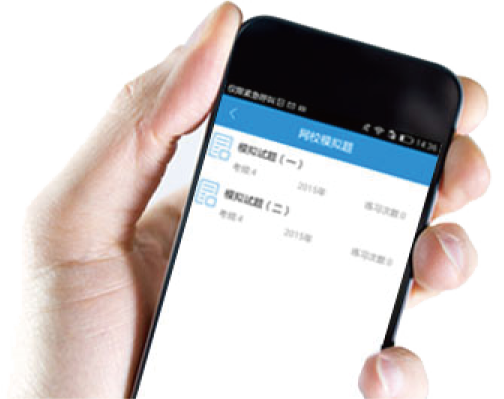 仅限紧急呼叫 14:36
网校模拟题
模拟试题（一）
考频 4 2015年 练习次数 0
模拟试题（二）
考频 4 2015年 练习次数 0